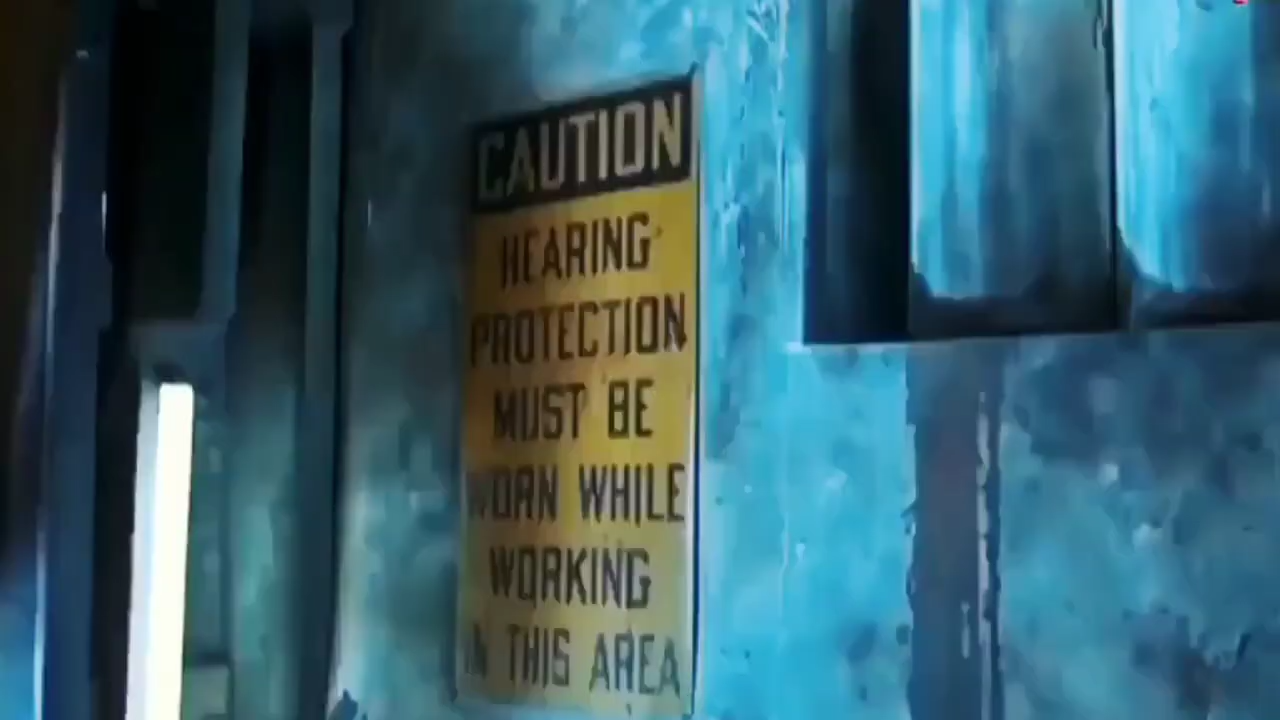 CAUTION
HEARING
PROTECTION
MUST BE
WORN WHILE
WORKING
IN THIS AREA